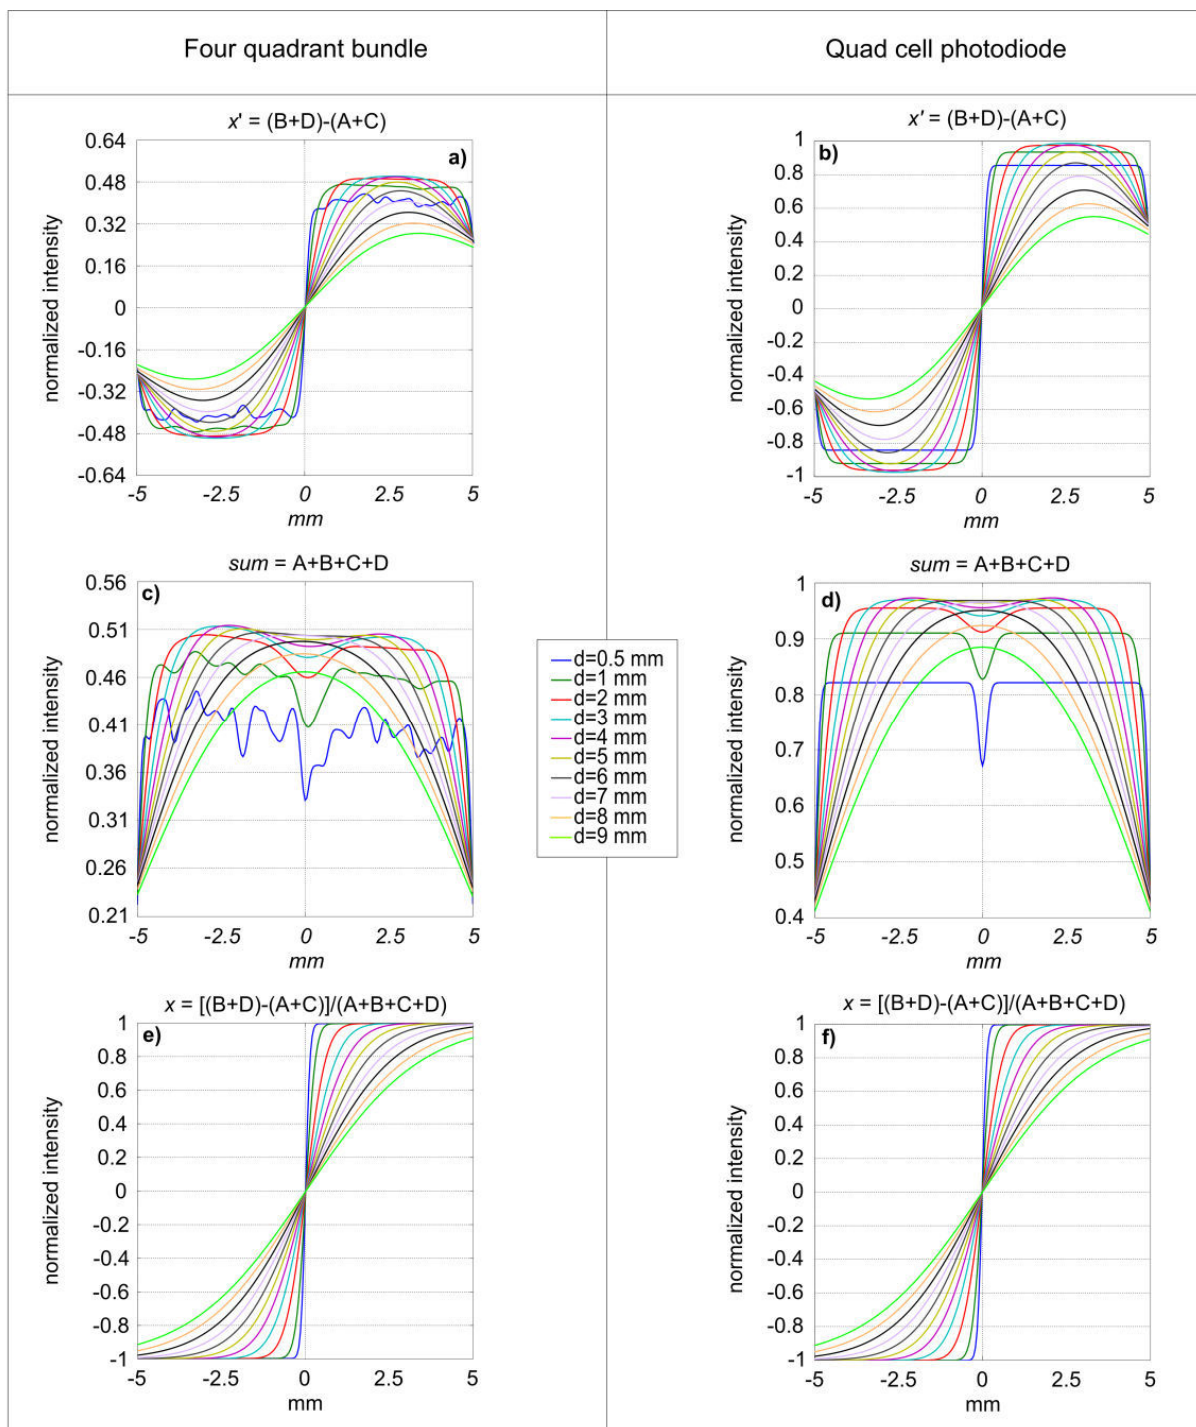 Four quadrant bundle
Quad cell photodiode
x' = (B+D)-(A+C)
a)
0.64
0.48
0.32
0.16
0
-0.16
-0.32
-0.48
-0.64
normalized intensity
-5 -2.5 0 2.5 5
mm
x' = (B+D)-(A+C)
b)
1
0.8
0.6
0.4
0.2
0
-0.2
-0.4
-0.6
-0.8
-1
normalized intensity
-5 -2.5 0 2.5 5
mm
sum = A+B+C+D
c)
0.56
0.51
0.46
0.41
0.36
0.31
0.26
0.21
normalized intensity
-5 -2.5 0 2.5 5
mm
d=0.5 mm
d=1 mm
d=2 mm
d=3 mm
d=4 mm
d=5 mm
d=6 mm
d=7 mm
d=8 mm
d=9 mm
sum = A+B+C+D
d)
1
0.9
0.8
0.7
0.6
0.5
0.4
normalized intensity
-5 -2.5 0 2.5 5
mm
x = [(B+D)-(A+C)]/(A+B+C+D)
e)
1
0.8
0.6
0.4
0.2
0
-0.2
-0.4
-0.6
-0.8
-1
normalized intensity
-5 -2.5 0 2.5 5
mm
x = [(B+D)-(A+C)]/(A+B+C+D)
f)
1
0.8
0.6
0.4
0.2
0
-0.2
-0.4
-0.6
-0.8
-1
normalized intensity
-5 -2.5 0 2.5 5
mm